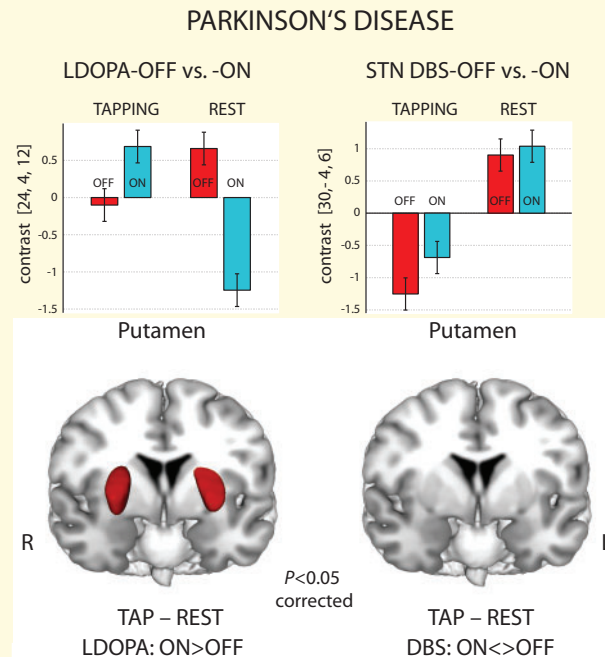 PARKINSON‘S DISEASE
LDOPA-OFF vs. -ON
TAPPING REST
contrast [24, 4, 12]
0.5
0
-0.5
-1
-1.5
OFF ON OFF ON
Putamen
STN DBS-OFF vs. -ON
TAPPING REST
contrast [30,- 4, 6]
1
0.5
0
-0.5
-1
-1.5
OFF ON OFF ON
Putamen
R
P<0.05
corrected
TAP – REST
LDOPA: ON>OFF
TAP – REST
DBS: ON<>OFF